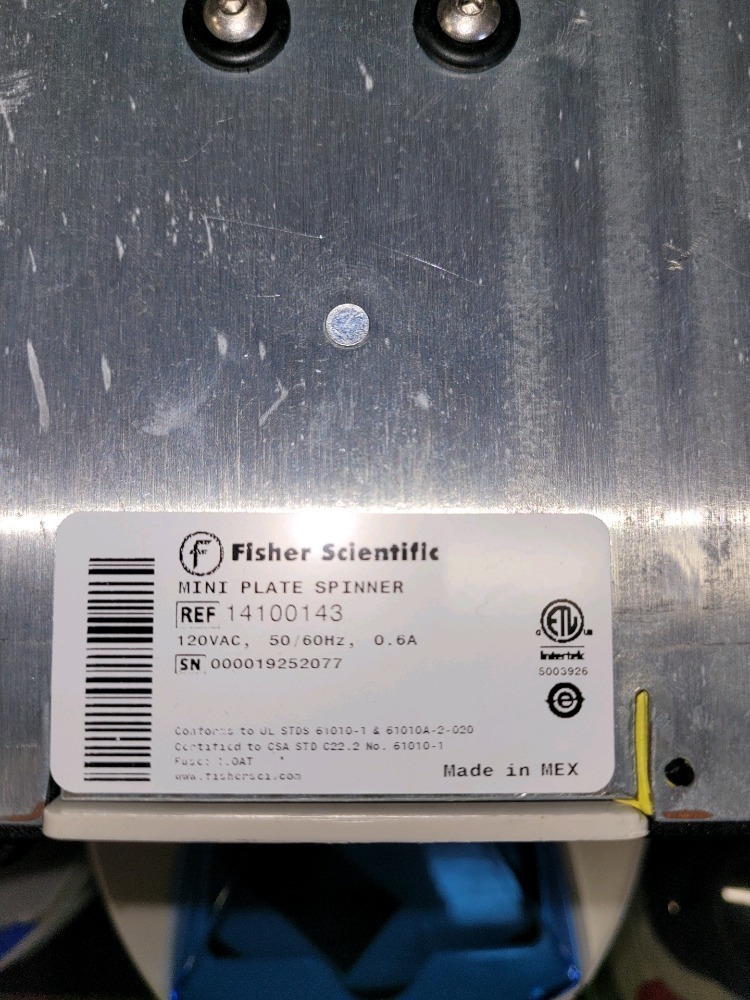 Fisher Scientific
MINI PLATE SPINNER
REF 14100143
120VAC, 50/60Hz, 0.6A
SN 000019252077
ETL
Intertek
5003926
Conforms to UL STDS 61010-1 & 61010A-2-020
Certified to CSA STD C22.2 No. 61010-1
Fuse: 1.0AT
www.fishersci.com
Made in MEX